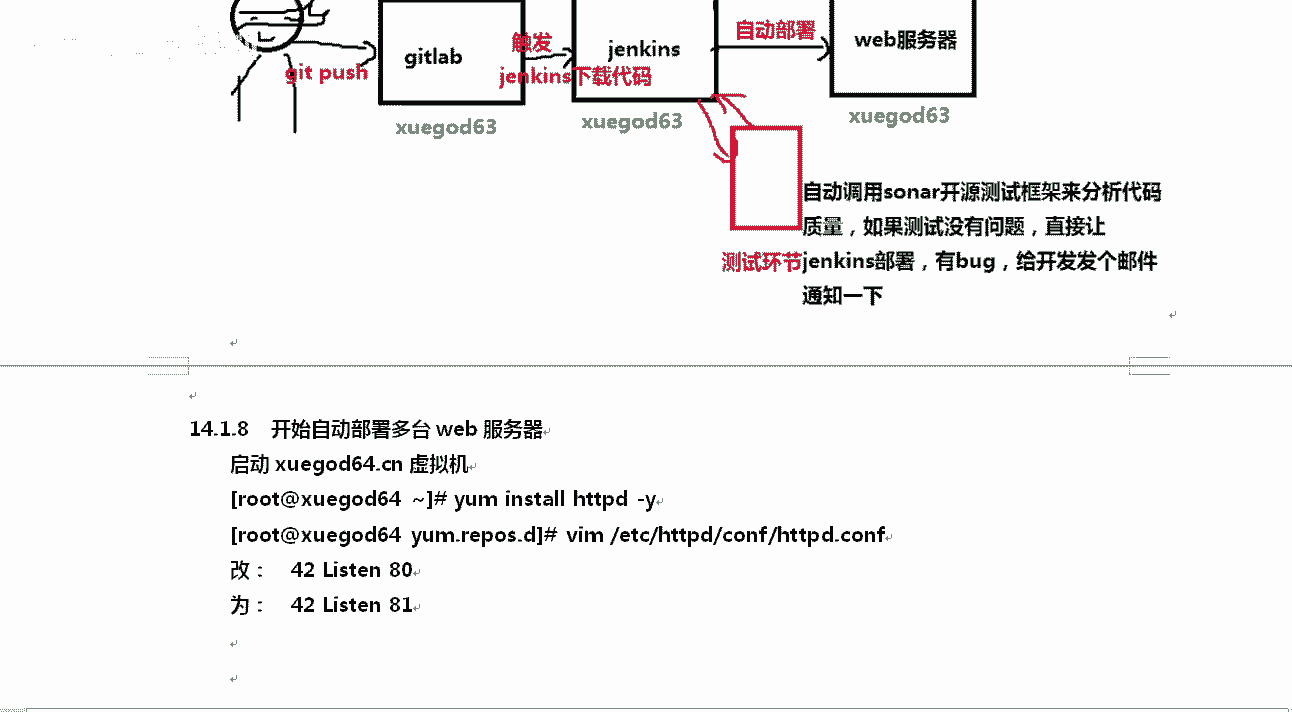 git push
gitlab
触发
jenkins下载代码
jenkins
自动部署
web服务器
xuegod63
xuegod63
xuegod63
自动调用sonar开源测试框架来分析代码
质量，如果测试没有问题，直接让
测试环节
jenkins部署，有bug，给开发发个邮件
通知一下
14.1.8 开始自动部署多台 web 服务器
启动 xuegod64.cn 虚拟机
[root@xuegod64 ~]# yum install httpd -y
[root@xuegod64 yum.repos.d]# vim /etc/httpd/conf/httpd.conf
改： 42 Listen 80
为： 42 Listen 81